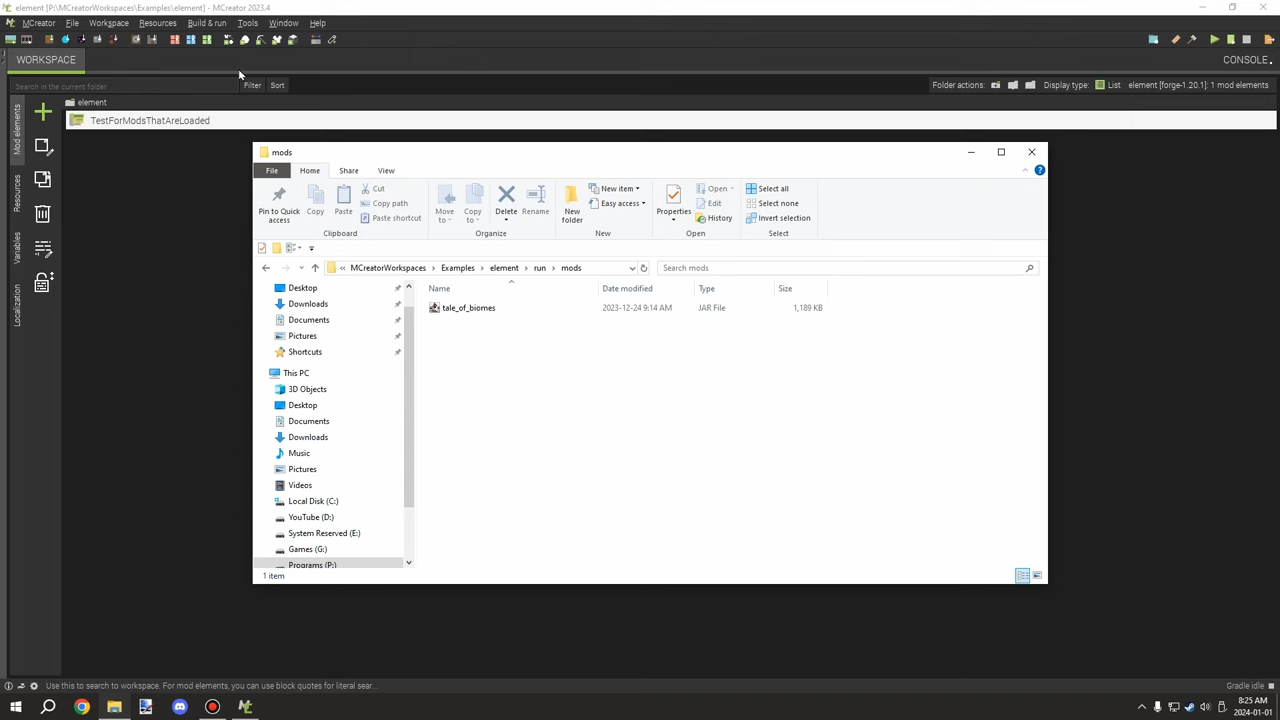 element [P:\MCreatorWorkspaces\Examples\element] - MCreator 2023.4
MCreator File Workspace Resources Build & run Tools Window Help
WORKSPACE
CONSOLE
Search in the current folder
Filter Sort
Folder actions: Display type: List element [forge-1.20.1]: 1 mod elements
element
TestForModsThatAreLoaded
Mod elements
Resources
Variables
Localization
mods
File Home Share View
Pin to Quick access
Copy
Paste
Cut
Copy path
Paste shortcut
Clipboard
Move to
Copy to
Delete
Rename
Organize
New folder
New item
Easy access
New
Properties
Open
Edit
History
Open
Select all
Select none
Invert selection
Select
« MCreatorWorkspaces Examples element run mods
Search mods
Name Date modified Type Size
tale_of_biomes 2023-12-24 9:14 AM JAR File 1,189 KB
Desktop
Downloads
Documents
Pictures
Shortcuts
This PC
3D Objects
Desktop
Documents
Downloads
Music
Pictures
Videos
Local Disk (C:)
YouTube (D:)
System Reserved (E:)
Games (G:)
Programs (P:)
1 item
Use this to search to workspace. For mod elements, you can use block quotes for literal sear...
Gradle idle
8:25 AM
2024-01-01